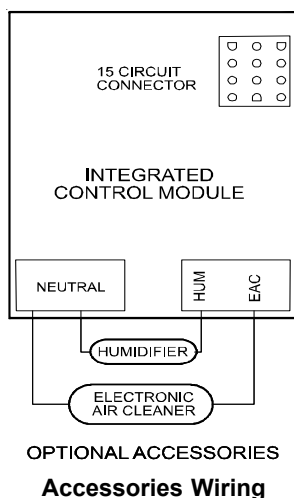 15 CIRCUIT
CONNECTOR
INTEGRATED
CONTROL MODULE
NEUTRAL
HUM
EAC
HUMIDIFIER
ELECTRONIC
AIR CLEANER
OPTIONAL ACCESSORIES
Accessories Wiring